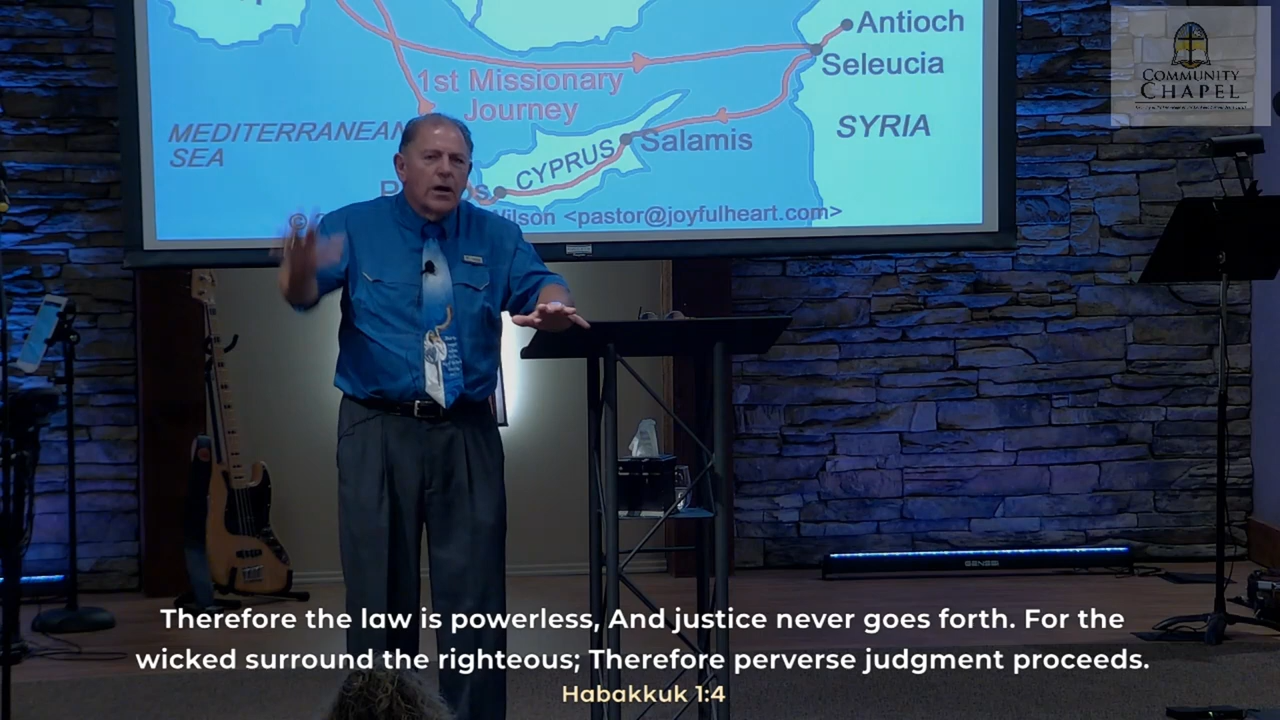 Antioch
Seleucia
1st Missionary
Journey
MEDITERRANEAN
SEA
CYPRUS
Salamis
SYRIA
Wilson <pastor@joyfulheart.com>
COMMUNITY
CHAPEL
GENESI
Therefore the law is powerless, And justice never goes forth. For the
wicked surround the righteous; Therefore perverse judgment proceeds.
Habakkuk 1:4